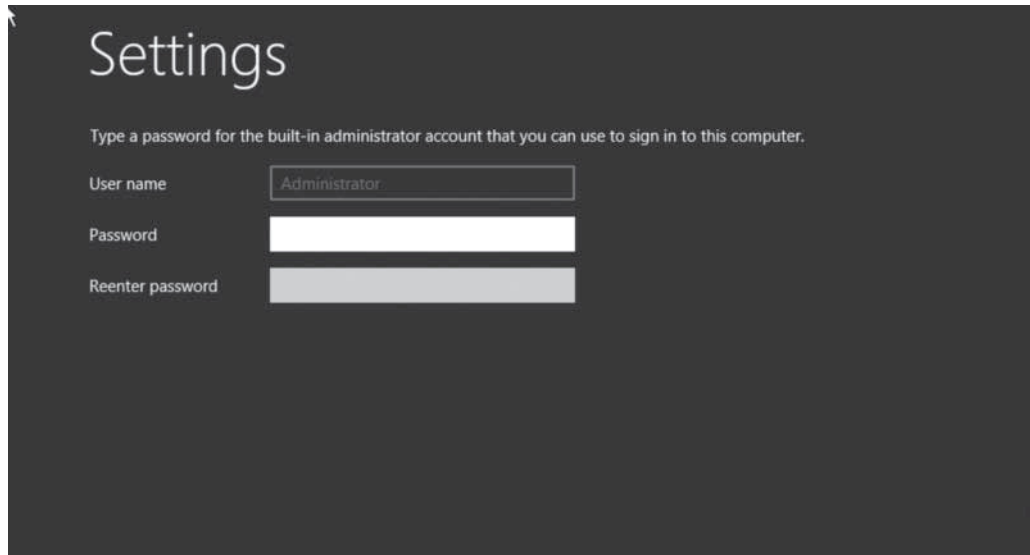 Settings
Type a password for the built-in administrator account that you can use to sign in to this computer.
User name
Administrator
Password
Reenter password